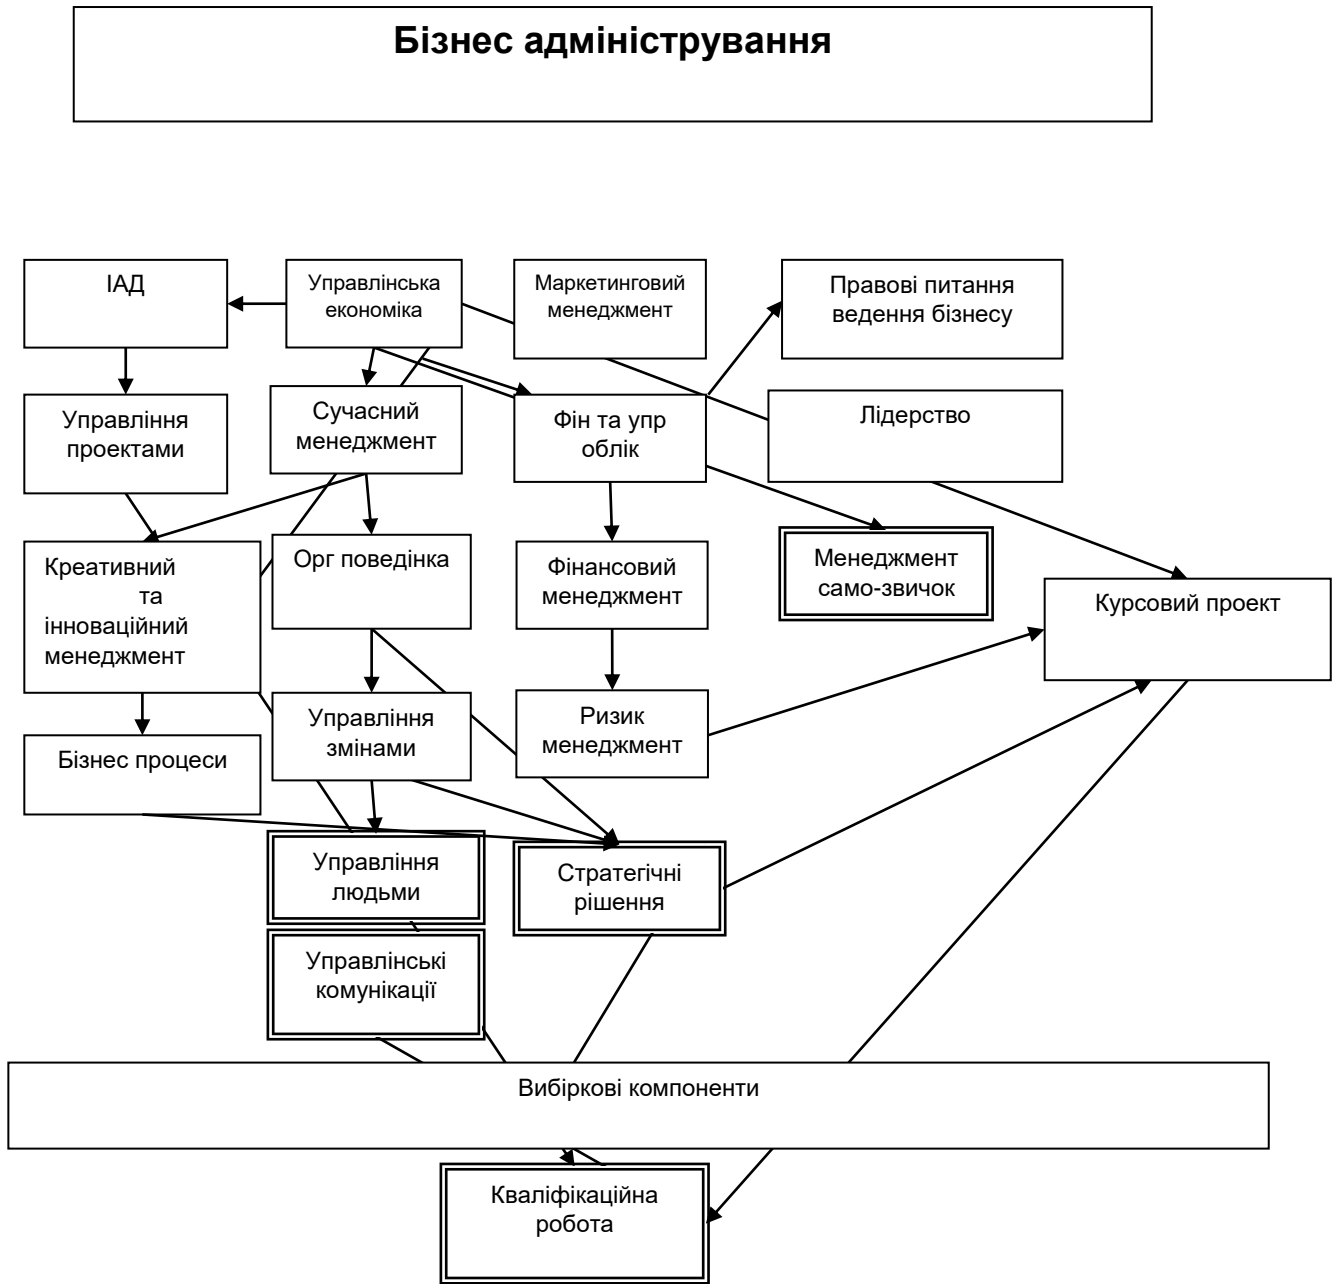 Бізнес адміністрування
ІАД
Управлінська
економіка
Маркетинговий
менеджмент
Правові питання
ведення бізнесу
Управління
проектами
Сучасний
менеджмент
Фін та упр
облік
Лідерство
Креативний
та
інноваційний
менеджмент
Орг поведінка
Фінансовий
менеджмент
Менеджмент
само-звичок
Курсовий проект
Бізнес процеси
Управління
змінами
Ризик
менеджмент
Управління
людьми
Стратегічні
рішення
Управлінські
комунікації
Вибіркові компоненти
Кваліфікаційна
робота